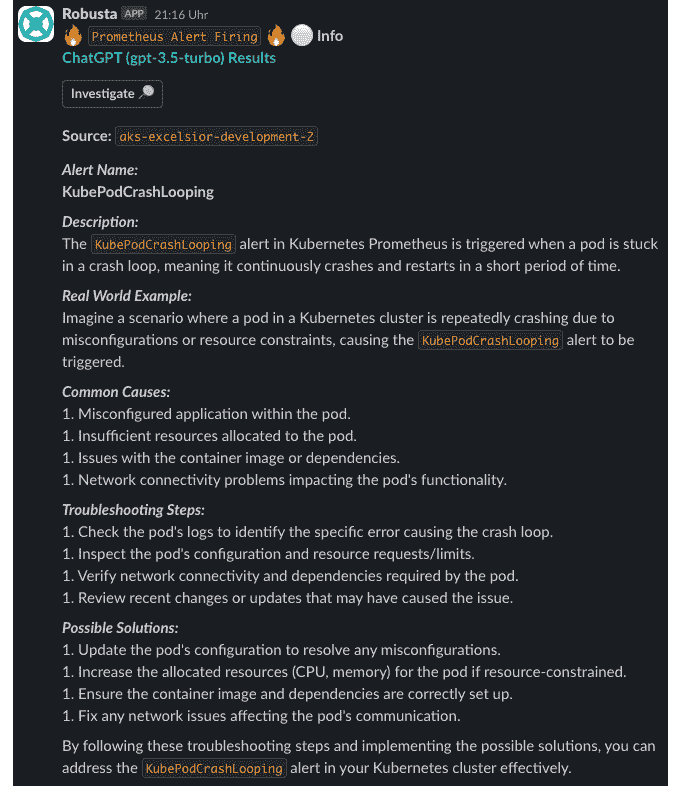 Robusta APP 21:16 Uhr
🔥 Prometheus Alert Firing 🔥 ⚪ Info
ChatGPT (gpt-3.5-turbo) Results
Investigate 🔎
Source: aks-excelsior-development-2
Alert Name:
KubePodCrashLooping
Description:
The KubePodCrashLooping alert in Kubernetes Prometheus is triggered when a pod is stuck
in a crash loop, meaning it continuously crashes and restarts in a short period of time.
Real World Example:
Imagine a scenario where a pod in a Kubernetes cluster is repeatedly crashing due to
misconfigurations or resource constraints, causing the KubePodCrashLooping alert to be
triggered.
Common Causes:
1. Misconfigured application within the pod.
1. Insufficient resources allocated to the pod.
1. Issues with the container image or dependencies.
1. Network connectivity problems impacting the pod's functionality.
Troubleshooting Steps:
1. Check the pod's logs to identify the specific error causing the crash loop.
1. Inspect the pod's configuration and resource requests/limits.
1. Verify network connectivity and dependencies required by the pod.
1. Review recent changes or updates that may have caused the issue.
Possible Solutions:
1. Update the pod's configuration to resolve any misconfigurations.
1. Increase the allocated resources (CPU, memory) for the pod if resource-constrained.
1. Ensure the container image and dependencies are correctly set up.
1. Fix any network issues affecting the pod's communication.
By following these troubleshooting steps and implementing the possible solutions, you can
address the KubePodCrashLooping alert in your Kubernetes cluster effectively.